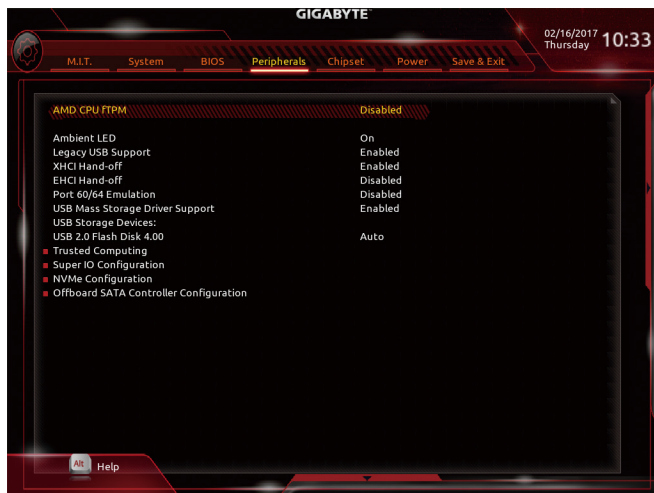 GIGABYTE™
02/16/2017
Thursday
10:33
M.I.T. System BIOS Peripherals Chipset Power Save & Exit
AMD CPU fTPM Disabled
Ambient LED On
Legacy USB Support Enabled
XHCI Hand-off Enabled
EHCI Hand-off Disabled
Port 60/64 Emulation Disabled
USB Mass Storage Driver Support Enabled
USB Storage Devices:
USB 2.0 Flash Disk 4.00 Auto
Trusted Computing
Super IO Configuration
NVMe Configuration
Offboard SATA Controller Configuration
Alt Help